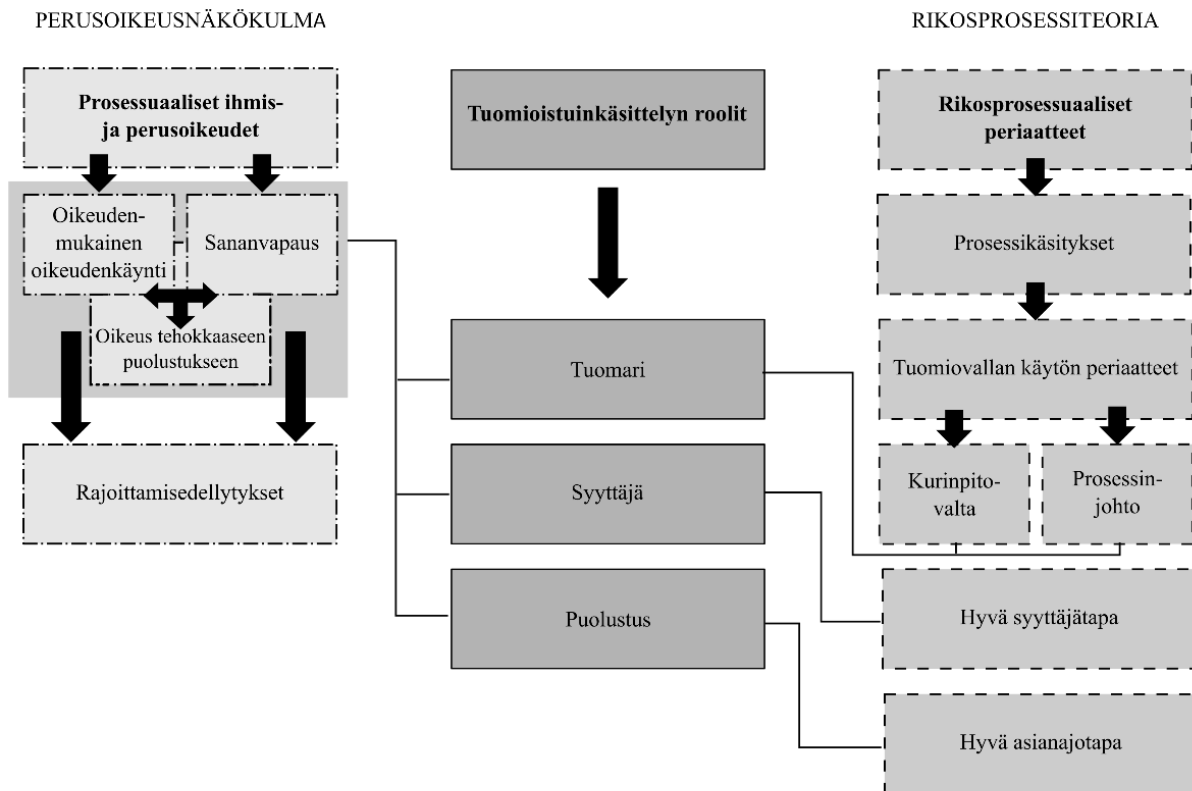 PERUSOIKEUSNÄKÖKULMA
Prosessuaaliset ihmis-
ja perusoikeudet
Oikeuden-
mukainen
oikeudenkäynti
Sananvapaus
Oikeus tehokkaaseen
puolustukseen
Rajoittamisedellytykset
Tuomioistuinkäsittelyn roolit
Tuomari
Syyttäjä
Puolustus
RIKOSPROSESSITEORIA
Rikosprosessuaaliset
periaatteet
Prosessikäsitykset
Tuomiovallan käytön periaatteet
Kurinpito-
valta
Prosessin-
johto
Hyvä syyttäjätapa
Hyvä asianajotapa